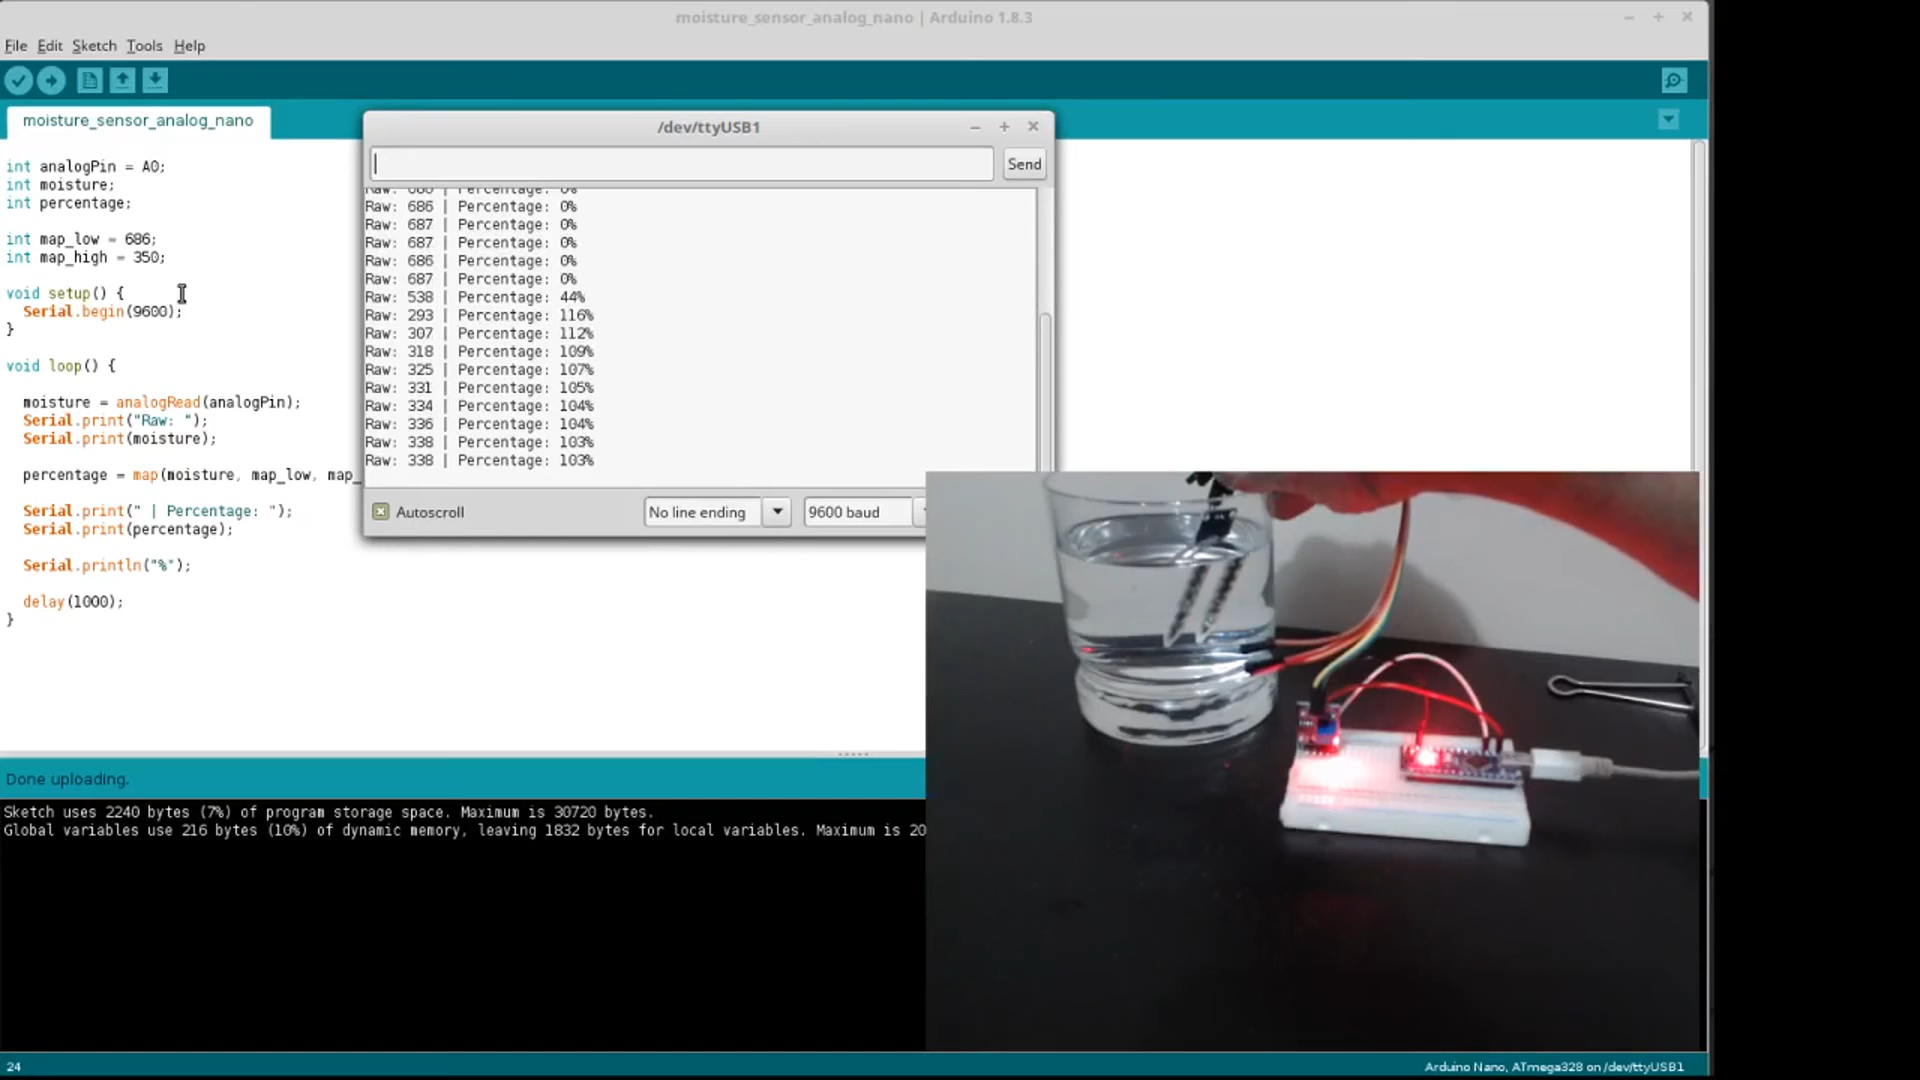 moisture_sensor_analog_nano | Arduino 1.8.3
File Edit Sketch Tools Help
moisture_sensor_analog_nano
int analogPin = A0;
int moisture;
int percentage;
int map_low = 686;
int map_high = 350;
void setup() {
Serial.begin(9600);
}
void loop() {
moisture = analogRead(analogPin);
Serial.print("Raw: ");
Serial.print(moisture);
percentage = map(moisture, map_low, map_
Serial.print(" | Percentage: ");
Serial.print(percentage);
Serial.println("%");
delay(1000);
}
/dev/ttyUSB1
Send
Raw: 686 | Percentage: 0%
Raw: 687 | Percentage: 0%
Raw: 687 | Percentage: 0%
Raw: 686 | Percentage: 0%
Raw: 687 | Percentage: 0%
Raw: 538 | Percentage: 44%
Raw: 293 | Percentage: 116%
Raw: 307 | Percentage: 112%
Raw: 318 | Percentage: 109%
Raw: 325 | Percentage: 107%
Raw: 331 | Percentage: 105%
Raw: 334 | Percentage: 104%
Raw: 336 | Percentage: 104%
Raw: 338 | Percentage: 103%
Raw: 338 | Percentage: 103%
Autoscroll
No line ending
9600 baud
Done uploading.
Sketch uses 2240 bytes (7%) of program storage space. Maximum is 30720 bytes.
Global variables use 216 bytes (10%) of dynamic memory, leaving 1832 bytes for local variables. Maximum is 20
24
Arduino Nano, ATmega328 on /dev/ttyUSB1